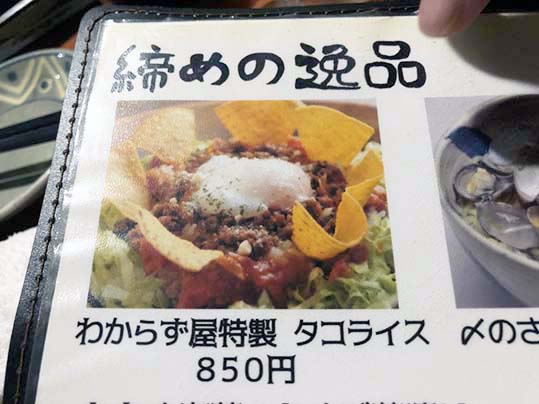 締めの逸品
わからず屋特製 タコライス
850円
〆のさ